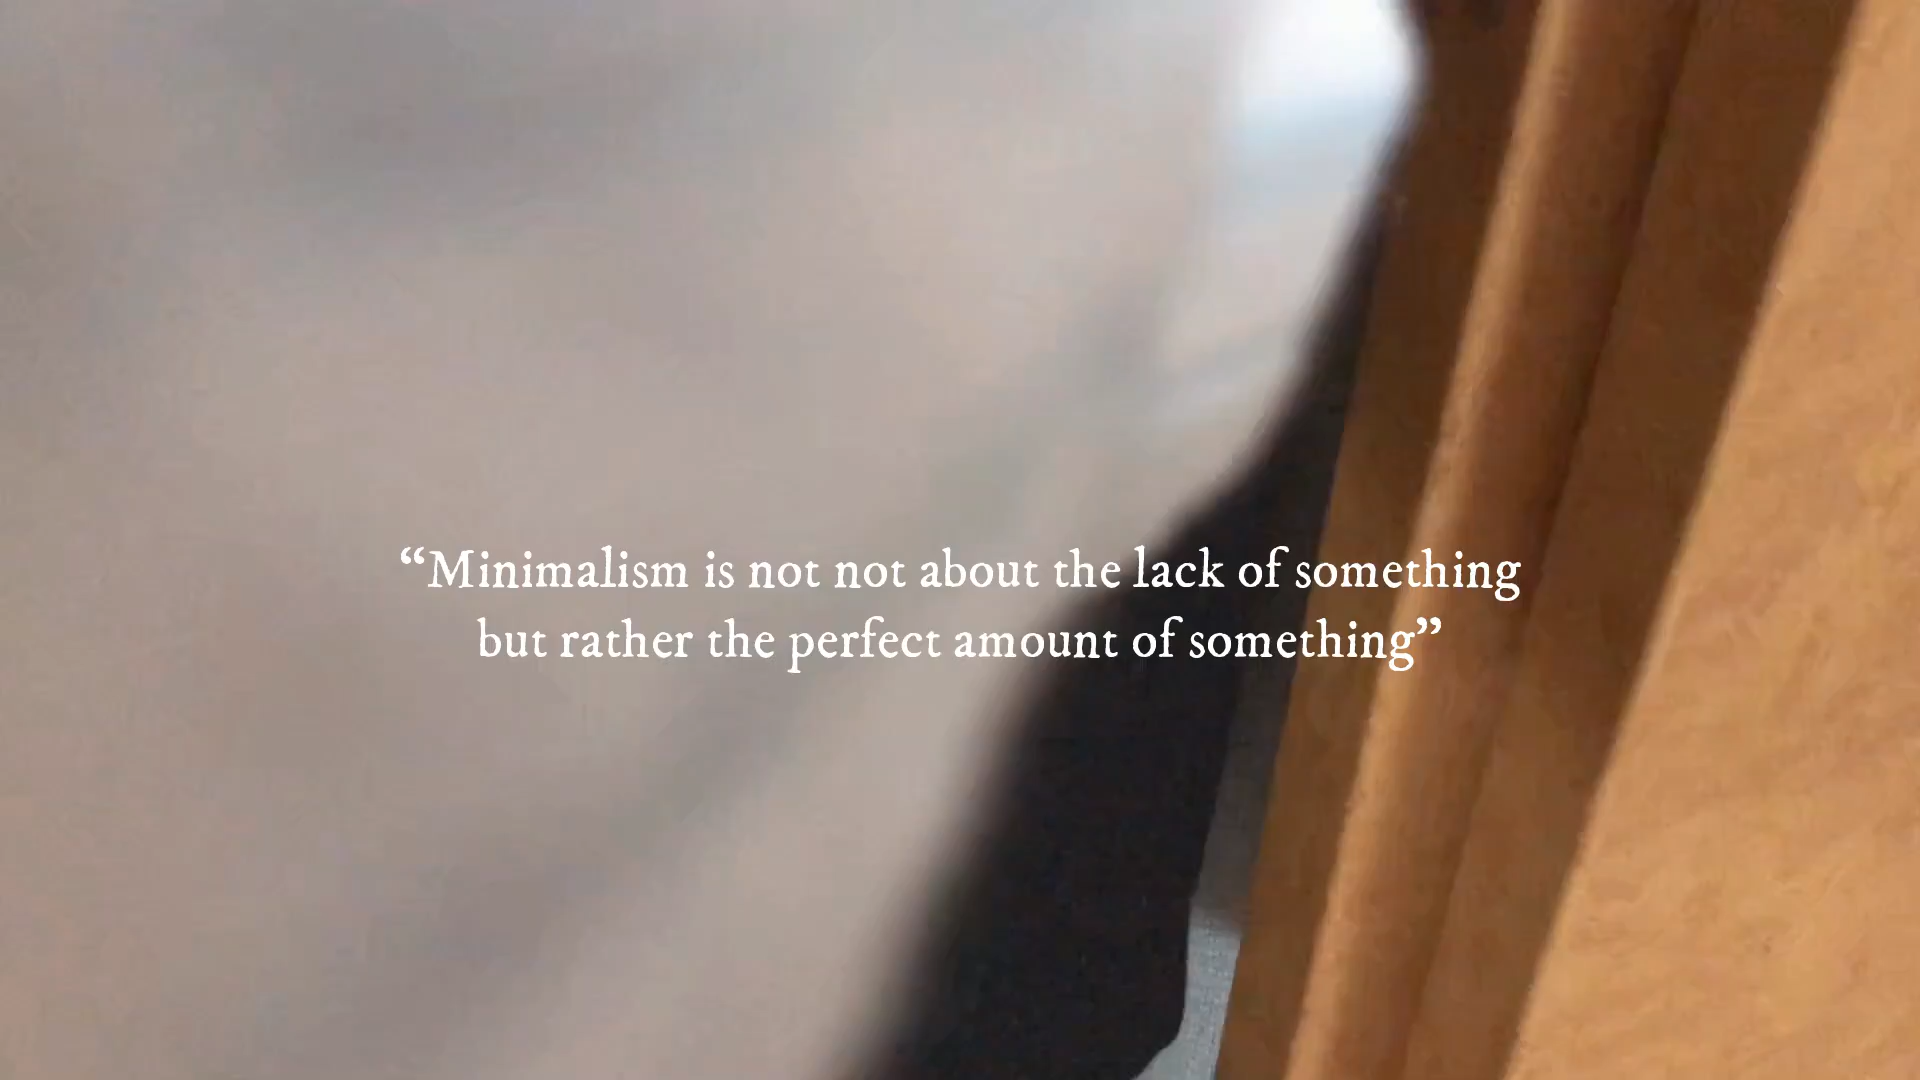 “Minimalism is not not about the lack of something
but rather the perfect amount of something”